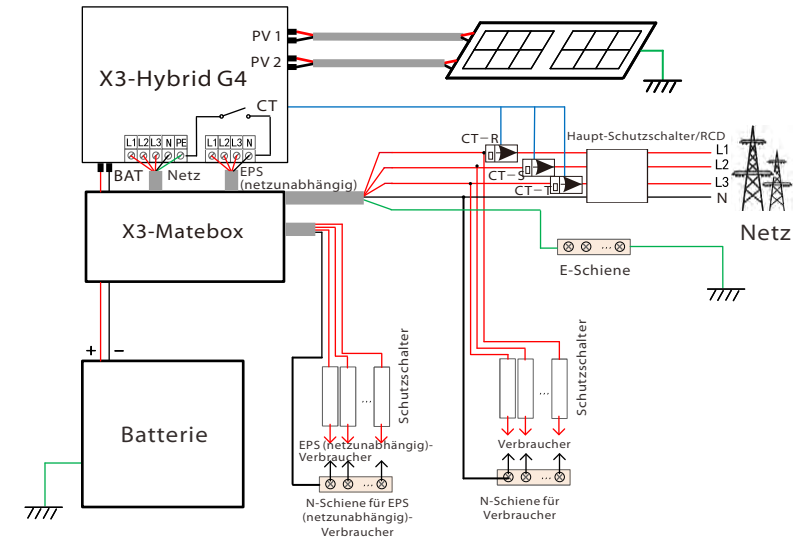 PV 1
X3-Hybrid G4
PV 2
CT
L1 L2 L3 N PE
L1 L2 L3 N
BAT
Netz
EPS
(netzunabhängig)
CT-R
CT-S
CT-T
Haupt-Schutzschalter/RCD
L1
L2
L3
N
Netz
X3-Matebox
... 
E-Schiene
+ −
Batterie
Schutzschalter
...
EPS (netzunabhängig)-
Verbraucher
...
N-Schiene für EPS
(netzunabhängig)-
Verbraucher
Schutzschalter
...
Verbraucher
...
N-Schiene für
Verbraucher